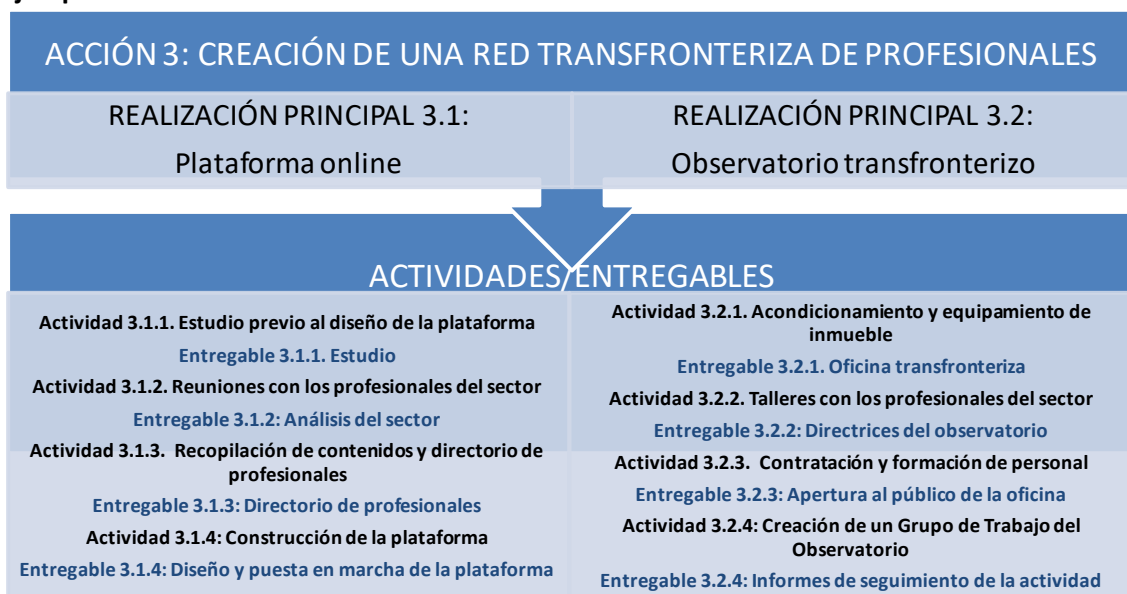 ACCIÓN 3: CREACIÓN DE UNA RED TRANSFRONTERIZA DE PROFESIONALES
REALIZACIÓN PRINCIPAL 3.1:
Plataforma online
REALIZACIÓN PRINCIPAL 3.2:
Observatorio transfronterizo
ACTIVIDADES/ENTREGABLES
Actividad 3.1.1. Estudio previo al diseño de la plataforma
Entregable 3.1.1. Estudio
Actividad 3.1.2. Reuniones con los profesionales del sector
Entregable 3.1.2: Análisis del sector
Actividad 3.1.3. Recopilación de contenidos y directorio de
profesionales
Entregable 3.1.3: Directorio de profesionales
Actividad 3.1.4: Construcción de la plataforma
Entregable 3.1.4: Diseño y puesta en marcha de la plataforma
Actividad 3.2.1. Acondicionamiento y equipamiento de
inmueble
Entregable 3.2.1. Oficina transfronteriza
Actividad 3.2.2. Talleres con los profesionales del sector
Entregable 3.2.2: Directrices del observatorio
Actividad 3.2.3. Contratación y formación de personal
Entregable 3.2.3: Apertura al público de la oficina
Actividad 3.2.4: Creación de un Grupo de Trabajo del
Observatorio
Entregable 3.2.4: Informes de seguimiento de la actividad